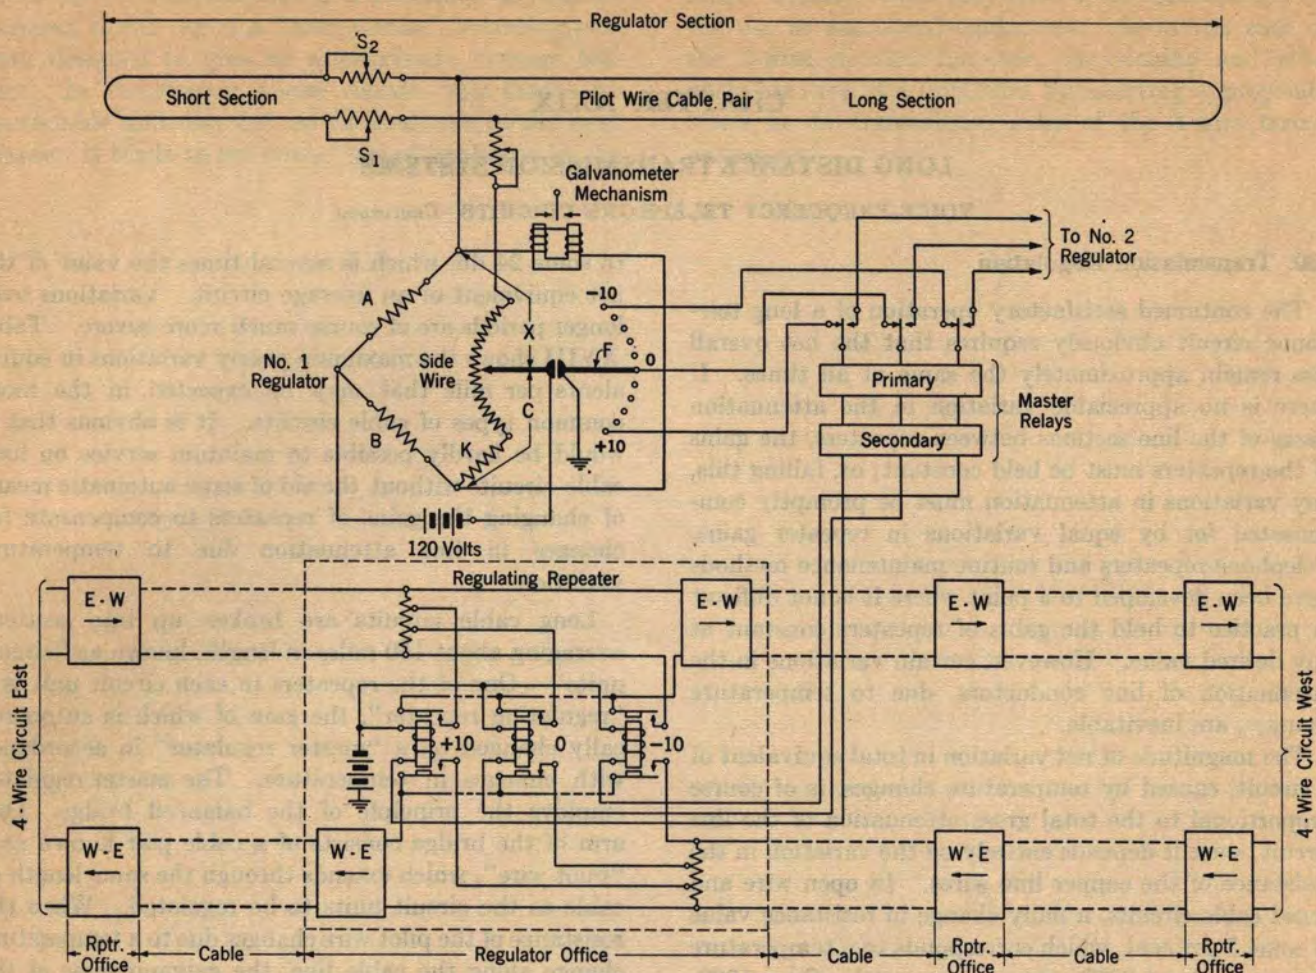 Regulator Section
S2
Short Section
Pilot Wire Cable Pair
Long Section
S1
Galvanometer
Mechanism
To No. 2
Regulator
A
-10
X
F
0
No. 1
Regulator
Side
Wire
Primary
C
Master
Relays
B
K
+10
Secondary
120 Volts
Regulating Repeater
E - W
E - W
E - W
E - W
4 - Wire Circuit East
+10
0
-10
4 - Wire Circuit West
W - E
W - E
W - E
W - E
Rptr.
Office
Cable
Regulator Office
Cable
Rptr.
Office
Cable
Rptr.
Office